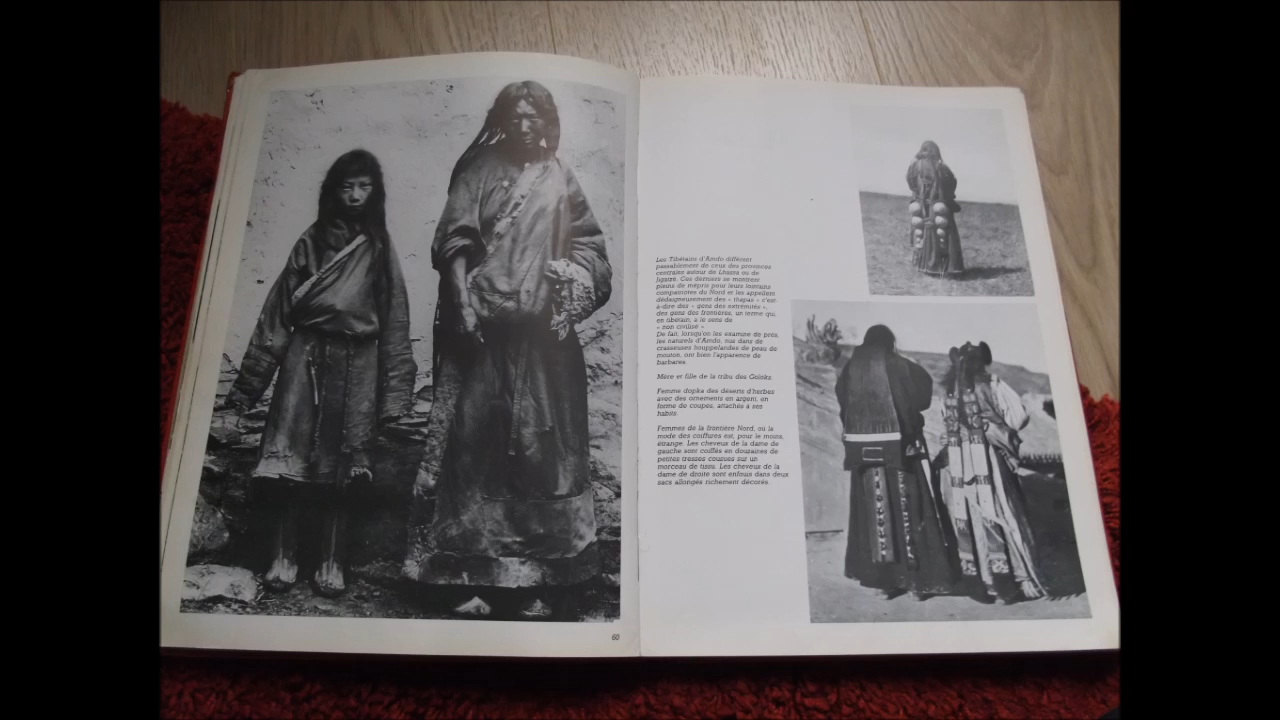 Les Tibétains d'Amdo diffèrent
passablement de ceux des provinces
centrales autour de Lhassa ou de
Jigatzé. Ces derniers se montrent
pleins de mépris pour leurs lointains
compatriotes du Nord et les appellent
dédaigneusement des « thapas » c'est-
à-dire des « gens des extrémités »,
des gens des frontières, un terme qui,
en tibétain, a le sens de
« non civilisé ».
De fait, lorsqu'on les examine de près,
les naturels d'Amdo, nus dans de
crasseuses houppelandes de peau de
mouton, ont bien l'apparence de
barbares.
Mère et fille de la tribu des Goloks.
Femme dopka des déserts d'herbes
avec des ornements en argent, en
forme de coupes, attachés à ses
habits.
Femmes de la frontière Nord, où la
mode des coiffures est, pour le moins,
étrange. Les cheveux de la dame de
gauche sont coiffés en douzaines de
petites tresses cousues sur un
morceau de tissu. Les cheveux de la
dame de droite sont enfouis dans deux
sacs allongés richement décorés.
60